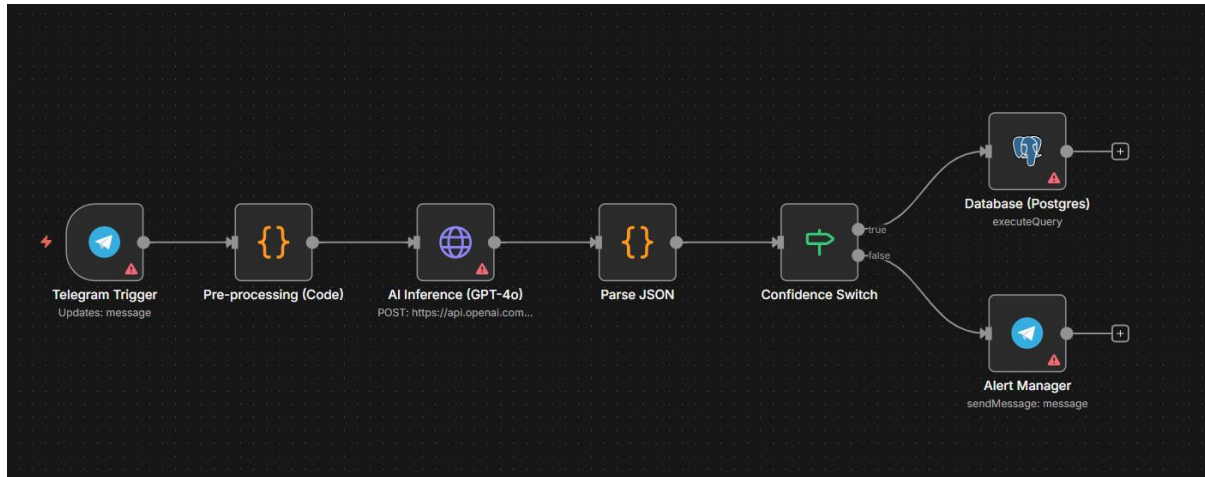 Telegram Trigger
Updates: message
Pre-processing (Code)
AI Inference (GPT-4o)
POST: https://api.openai.com...
Parse JSON
Confidence Switch
true
false
Database (Postgres)
executeQuery
Alert Manager
sendMessage: message